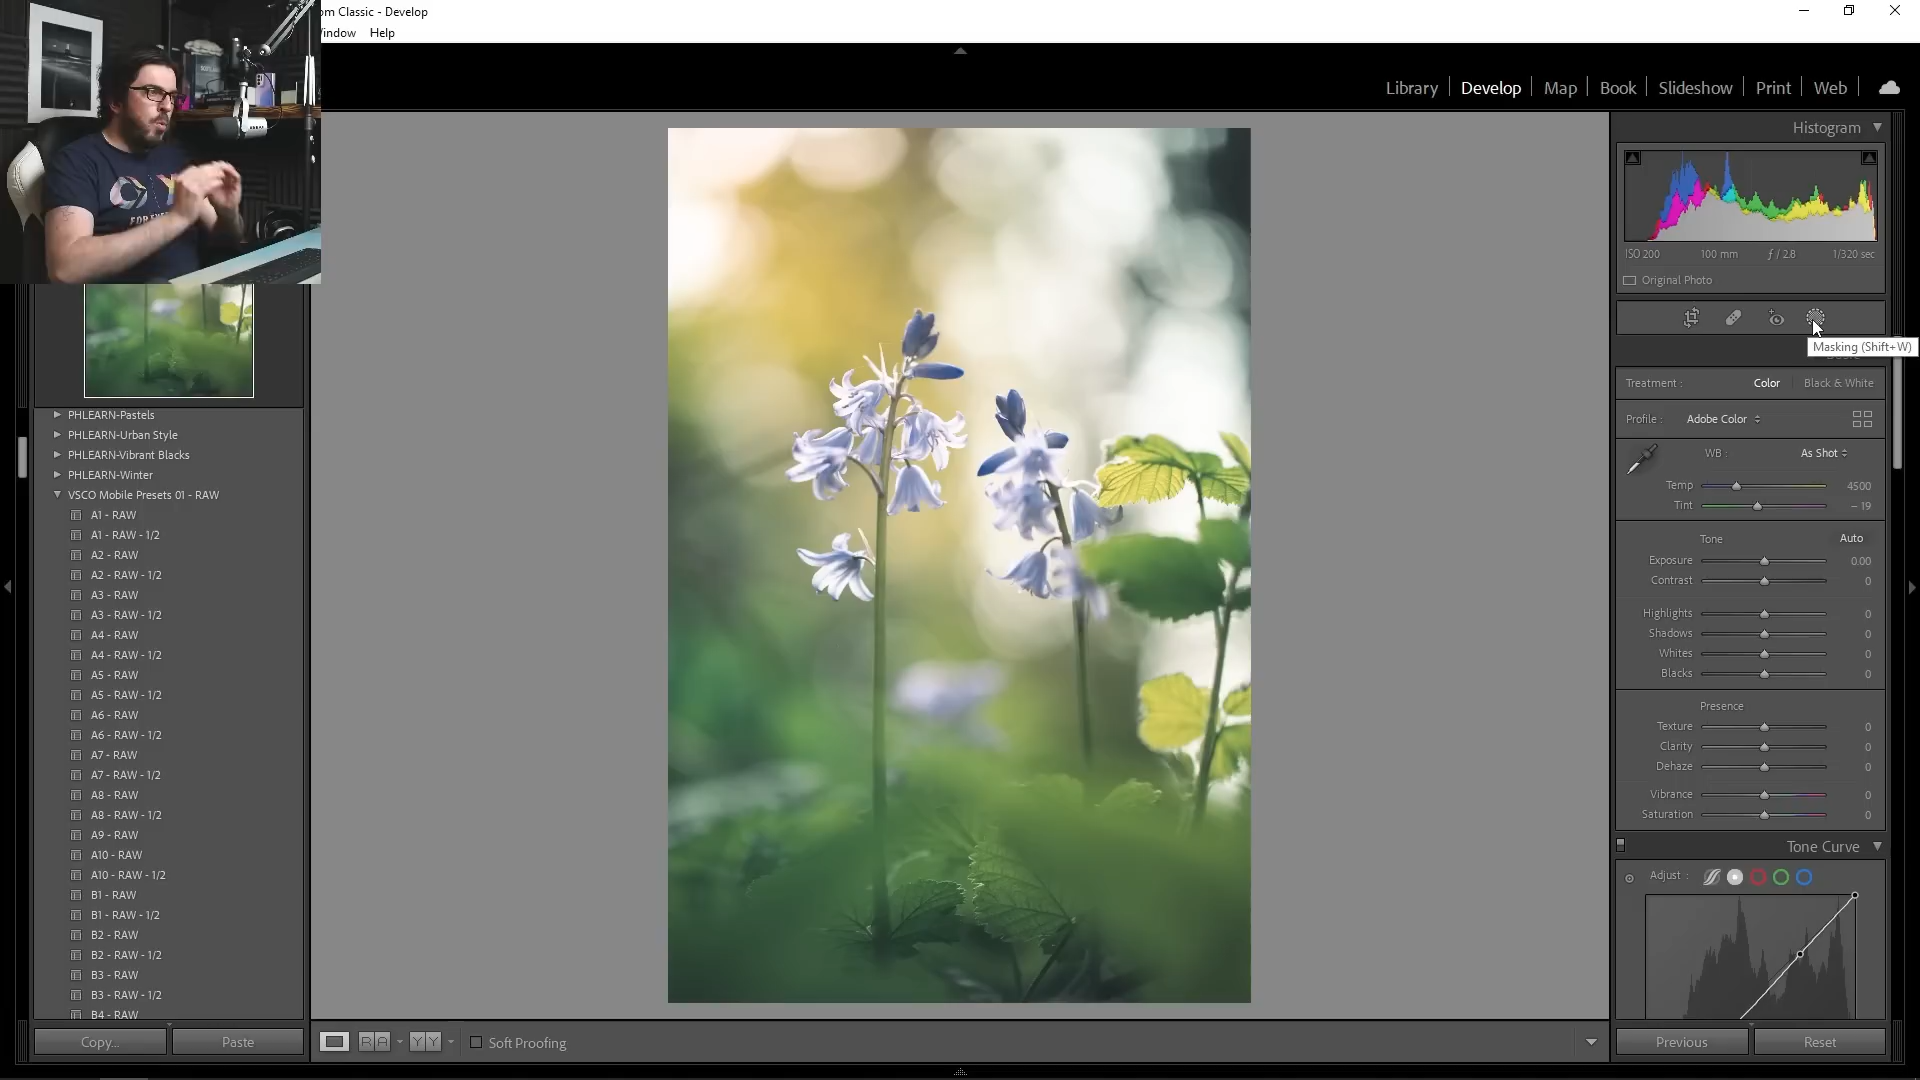 om Classic - Develop
Window Help
Library Develop Map Book Slideshow Print Web
Histogram
ISO 200 100 mm ƒ / 2.8 1/320 sec
Original Photo
Masking (Shift+W)
Treatment : Color Black & White
Profile : Adobe Color
WB : As Shot
Temp 4500
Tint – 19
Tone Auto
Exposure 0.00
Contrast 0
Highlights 0
Shadows 0
Whites 0
Blacks 0
Presence
Texture 0
Clarity 0
Dehaze 0
Vibrance 0
Saturation 0
Tone Curve
Adjust :
Previous Reset
PHLEARN-Pastels
PHLEARN-Urban Style
PHLEARN-Vibrant Blacks
PHLEARN-Winter
VSCO Mobile Presets 01 - RAW
A1 - RAW
A1 - RAW - 1/2
A2 - RAW
A2 - RAW - 1/2
A3 - RAW
A3 - RAW - 1/2
A4 - RAW
A4 - RAW - 1/2
A5 - RAW
A5 - RAW - 1/2
A6 - RAW
A6 - RAW - 1/2
A7 - RAW
A7 - RAW - 1/2
A8 - RAW
A8 - RAW - 1/2
A9 - RAW
A10 - RAW
A10 - RAW - 1/2
B1 - RAW
B1 - RAW - 1/2
B2 - RAW
B2 - RAW - 1/2
B3 - RAW
B3 - RAW - 1/2
B4 - RAW
Copy... Paste
R A Y Y Soft Proofing